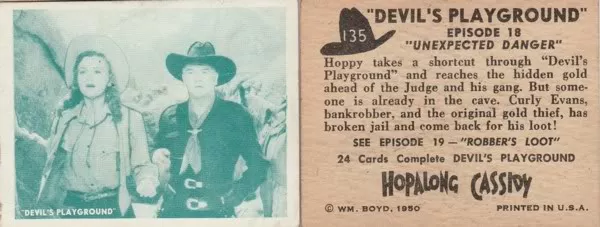 "DEVIL'S PLAYGROUND"
135
"DEVIL'S PLAYGROUND"
EPISODE 18
"UNEXPECTED DANGER"
Hoppy takes a shortcut through "Devil's
Playground" and reaches the hidden gold
ahead of the Judge and his gang. But some-
one is already in the cave. Curly Evans,
bankrobber, and the original gold thief, has
broken jail and come back for his loot!
SEE EPISODE 19—"ROBBER'S LOOT"
24 Cards Complete DEVIL'S PLAYGROUND
HOPALONG CASSIDY
© WM. BOYD, 1950 PRINTED IN U.S.A.